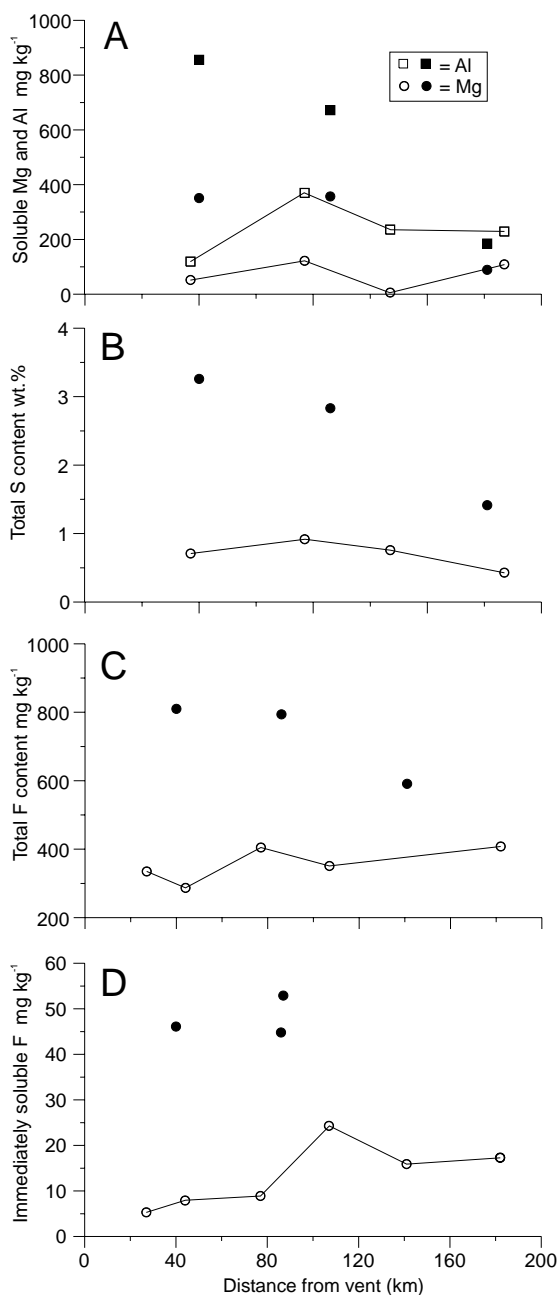 A
1000
800
600
400
200
0
Soluble Mg and Al mg kg⁻¹
□ ■ = Al
○ ● = Mg
B
4
3
2
1
0
Total S content wt.%
C
1000
800
600
400
200
Total F content mg kg⁻¹
D
60
50
40
30
20
10
0
Immediately soluble F mg kg⁻¹
0 40 80 120 160 200
Distance from vent (km)